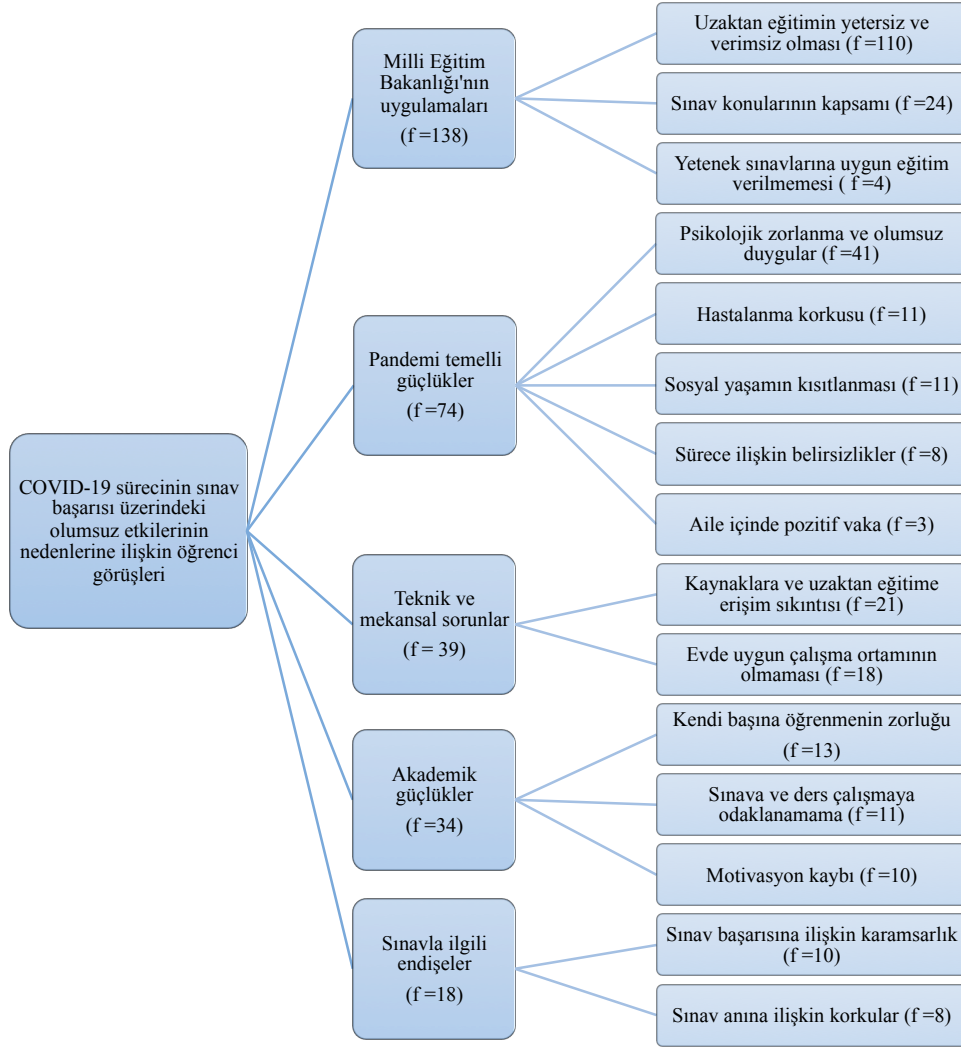 COVID-19 sürecinin sınav
başarısı üzerindeki
olumsuz etkilerinin
nedenlerine ilişkin öğrenci
görüşleri
Milli Eğitim
Bakanlığı'nın
uygulamaları
(f =138)
Uzaktan eğitimin yetersiz ve
verimsiz olması (f =110)
Sınav konularının kapsamı (f =24)
Yetenek sınavlarına uygun eğitim
verilmemesi ( f =4)
Pandemi temelli
güçlükler
(f =74)
Psikolojik zorlanma ve olumsuz
duygular (f =41)
Hastalanma korkusu (f =11)
Sosyal yaşamın kısıtlanması (f =11)
Sürece ilişkin belirsizlikler (f =8)
Aile içinde pozitif vaka (f =3)
Teknik ve
mekansal sorunlar
(f = 39)
Kaynaklara ve uzaktan eğitime
erişim sıkıntısı (f =21)
Evde uygun çalışma ortamının
olmaması (f =18)
Akademik
güçlükler
(f =34)
Kendi başına öğrenmenin zorluğu
(f =13)
Sınava ve ders çalışmaya
odaklanamama (f =11)
Motivasyon kaybı (f =10)
Sınavla ilgili
endişeler
(f =18)
Sınav başarısına ilişkin karamsarlık
(f =10)
Sınav anına ilişkin korkular (f =8)